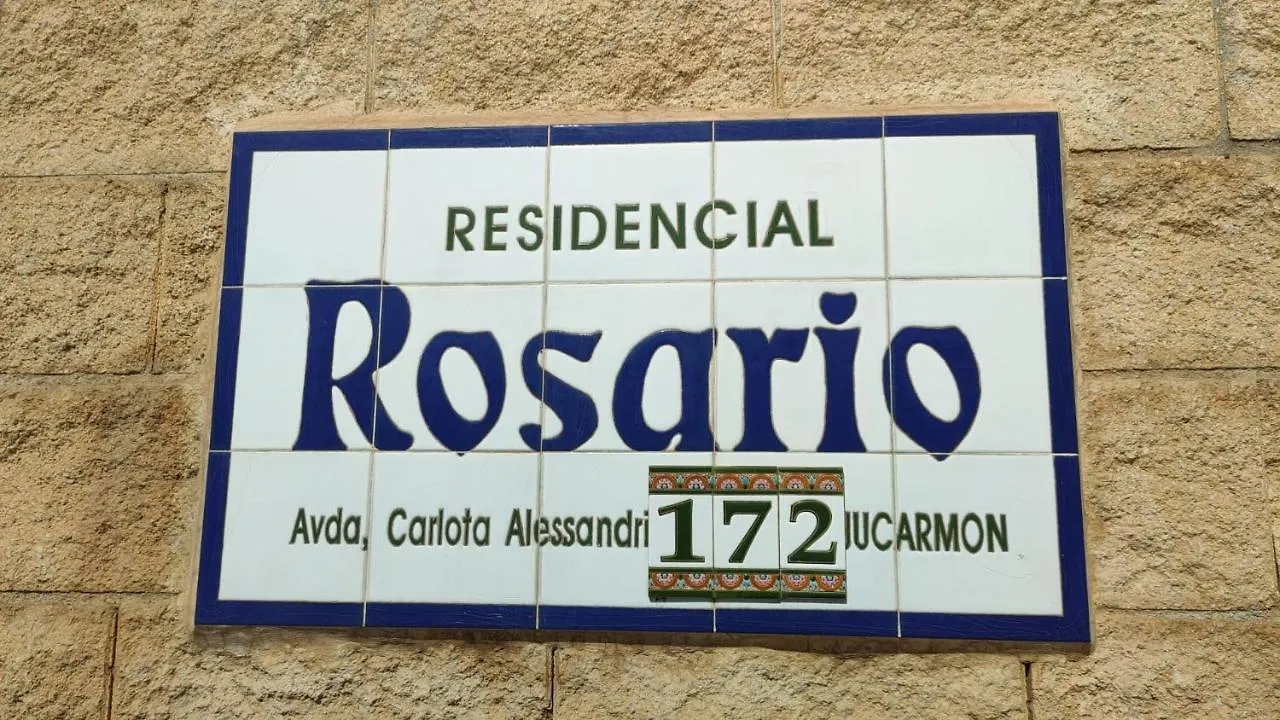 RESIDENCIAL
Rosario
Avda, Carlota Alessandri 172 JUCARMON